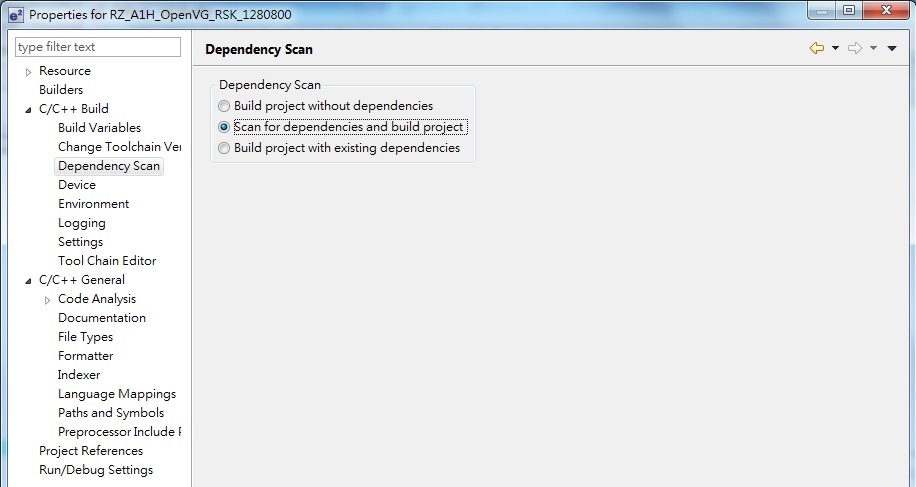 e² Properties for RZ_A1H_OpenVG_RSK_1280800
type filter text
Resource
Builders
C/C++ Build
Build Variables
Change Toolchain Ver
Dependency Scan
Device
Environment
Logging
Settings
Tool Chain Editor
C/C++ General
Code Analysis
Documentation
File Types
Formatter
Indexer
Language Mappings
Paths and Symbols
Preprocessor Include P
Project References
Run/Debug Settings
Dependency Scan
Dependency Scan
Build project without dependencies
Scan for dependencies and build project
Build project with existing dependencies